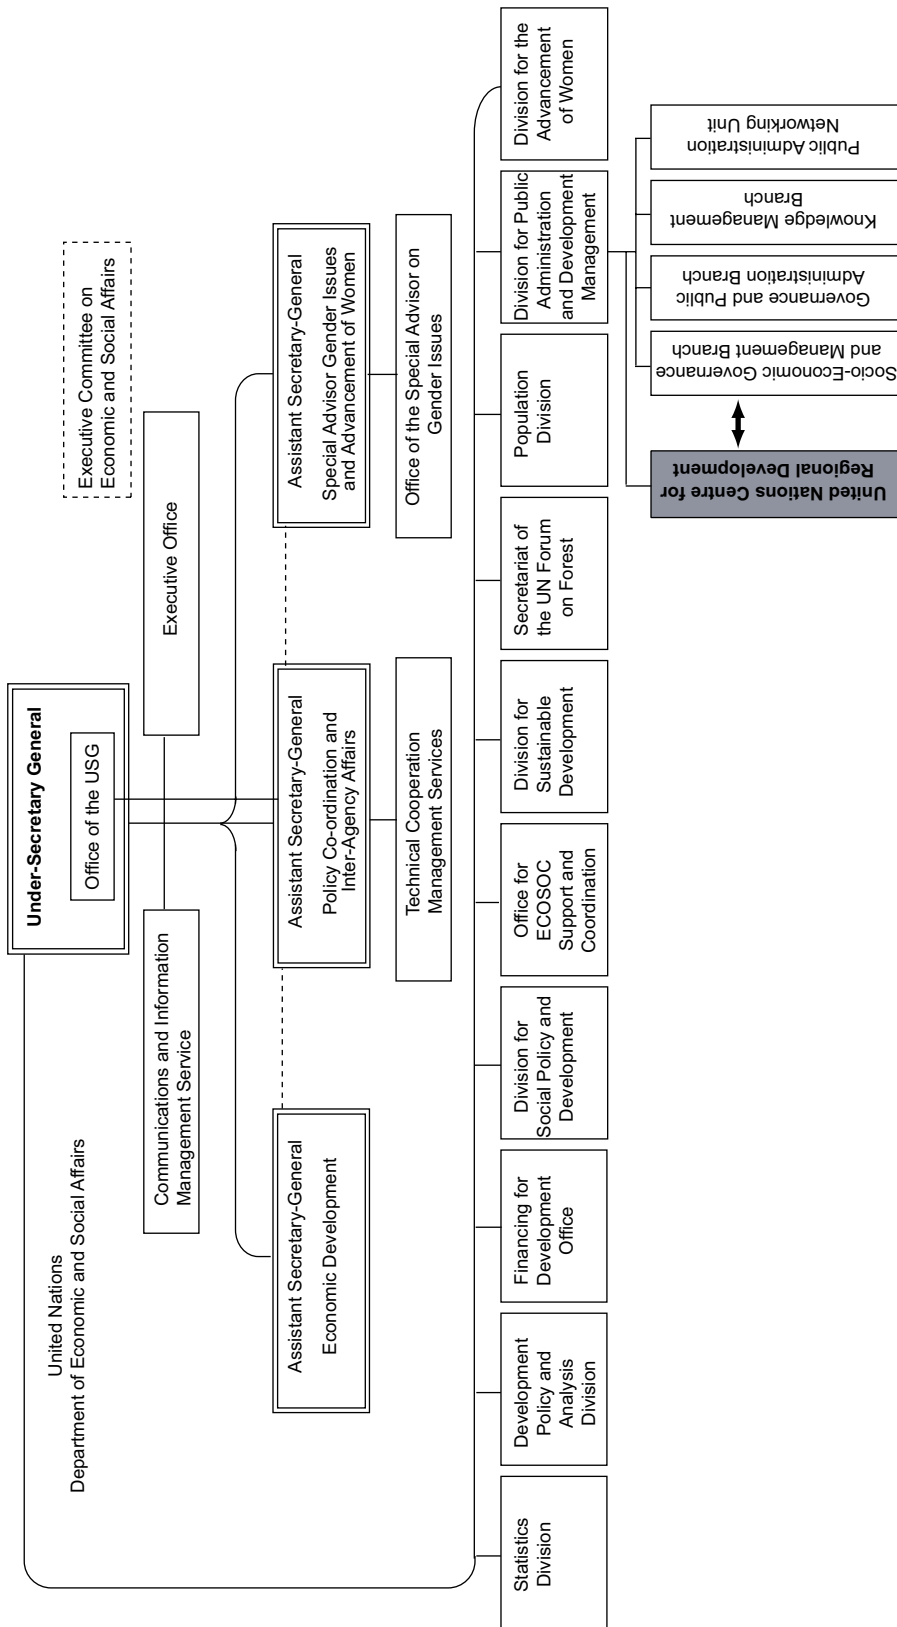 United Nations
Department of Economic and Social Affairs
Under-Secretary General
Office of the USG
Executive Committee on
Economic and Social Affairs
Communications and Information
Management Service
Executive Office
Assistant Secretary-General
Economic Development
Assistant Secretary-General
Policy Co-ordination and
Inter-Agency Affairs
Assistant Secretary-General
Special Advisor Gender Issues
and Advancement of Women
Technical Cooperation
Management Services
Office of the Special Advisor on
Gender Issues
Statistics
Division
Development
Policy and
Analysis
Division
Financing for
Development
Office
Division for
Social Policy and
Development
Office for
ECOSOC
Support and
Coordination
Division for
Sustainable
Development
Secretariat of
the UN Forum
on Forest
Population
Division
Division for Public
Administration
and Development
Management
Division for the
Advancement
of Women
United Nations Centre for
Regional Development
Socio-Economic Governance
and Management Branch
Governance and Public
Administration Branch
Knowledge Management
Branch
Public Administration
Networking Unit